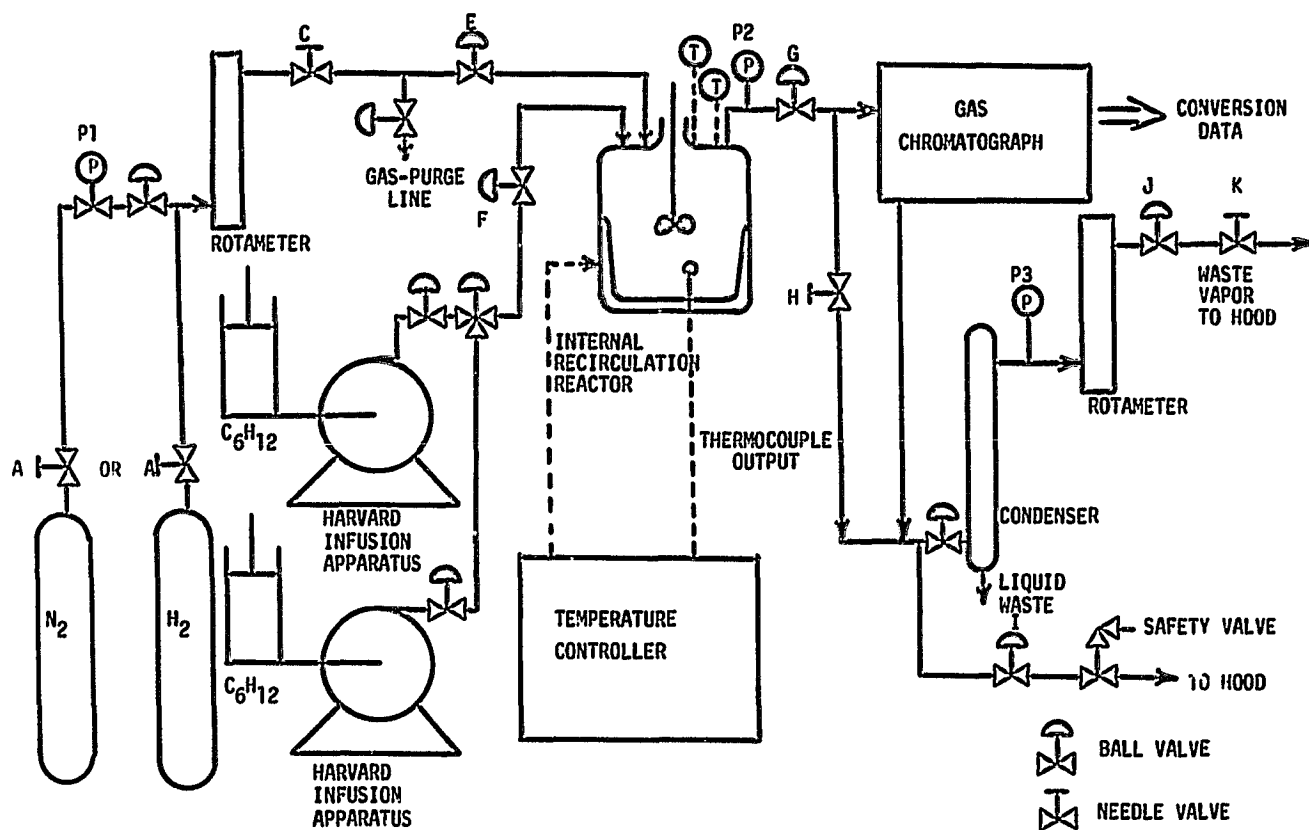 C
E
P2
G
T
T
P
GAS
CHROMATOGRAPH
CONVERSION
DATA
P1
P
GAS-PURGE
LINE
F
J
K
ROTAMETER
H
P3
P
WASTE
VAPOR
TO HOOD
INTERNAL
RECIRCULATION
REACTOR
ROTAMETER
C6H12
A
OR
A
THERMOCOUPLE
OUTPUT
HARVARD
INFUSION
APPARATUS
CONDENSER
LIQUID
WASTE
I
N2
H2
TEMPERATURE
CONTROLLER
SAFETY VALVE
TO HOOD
C6H12
HARVARD
INFUSION
APPARATUS
BALL VALVE
NEEDLE VALVE